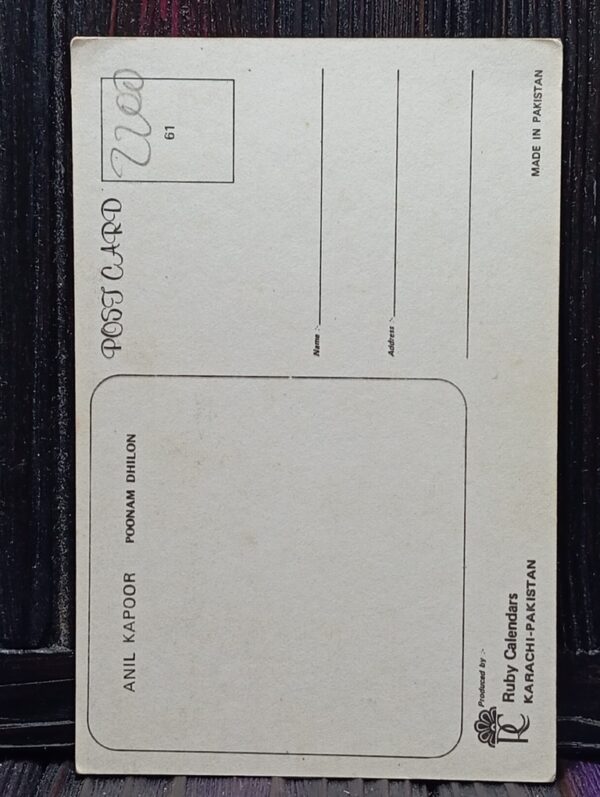 ANIL KAPOOR POONAM DHILON
POST CARD
2200
61
Name :-
Address :-
Produced by :-
RC
Ruby Calendars
KARACHI-PAKISTAN
MADE IN PAKISTAN